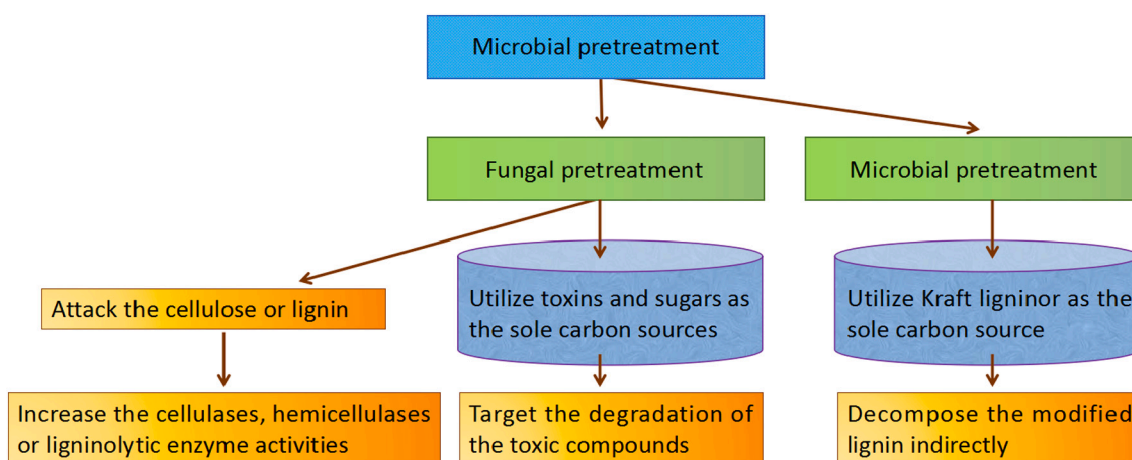 Microbial pretreatment
Fungal pretreatment
Microbial pretreatment
Attack the cellulose or lignin
Utilize toxins and sugars as
the sole carbon sources
Utilize Kraft ligninor as the
sole carbon source
Increase the cellulases, hemicellulases
or ligninolytic enzyme activities
Target the degradation of
the toxic compounds
Decompose the modified
lignin indirectly